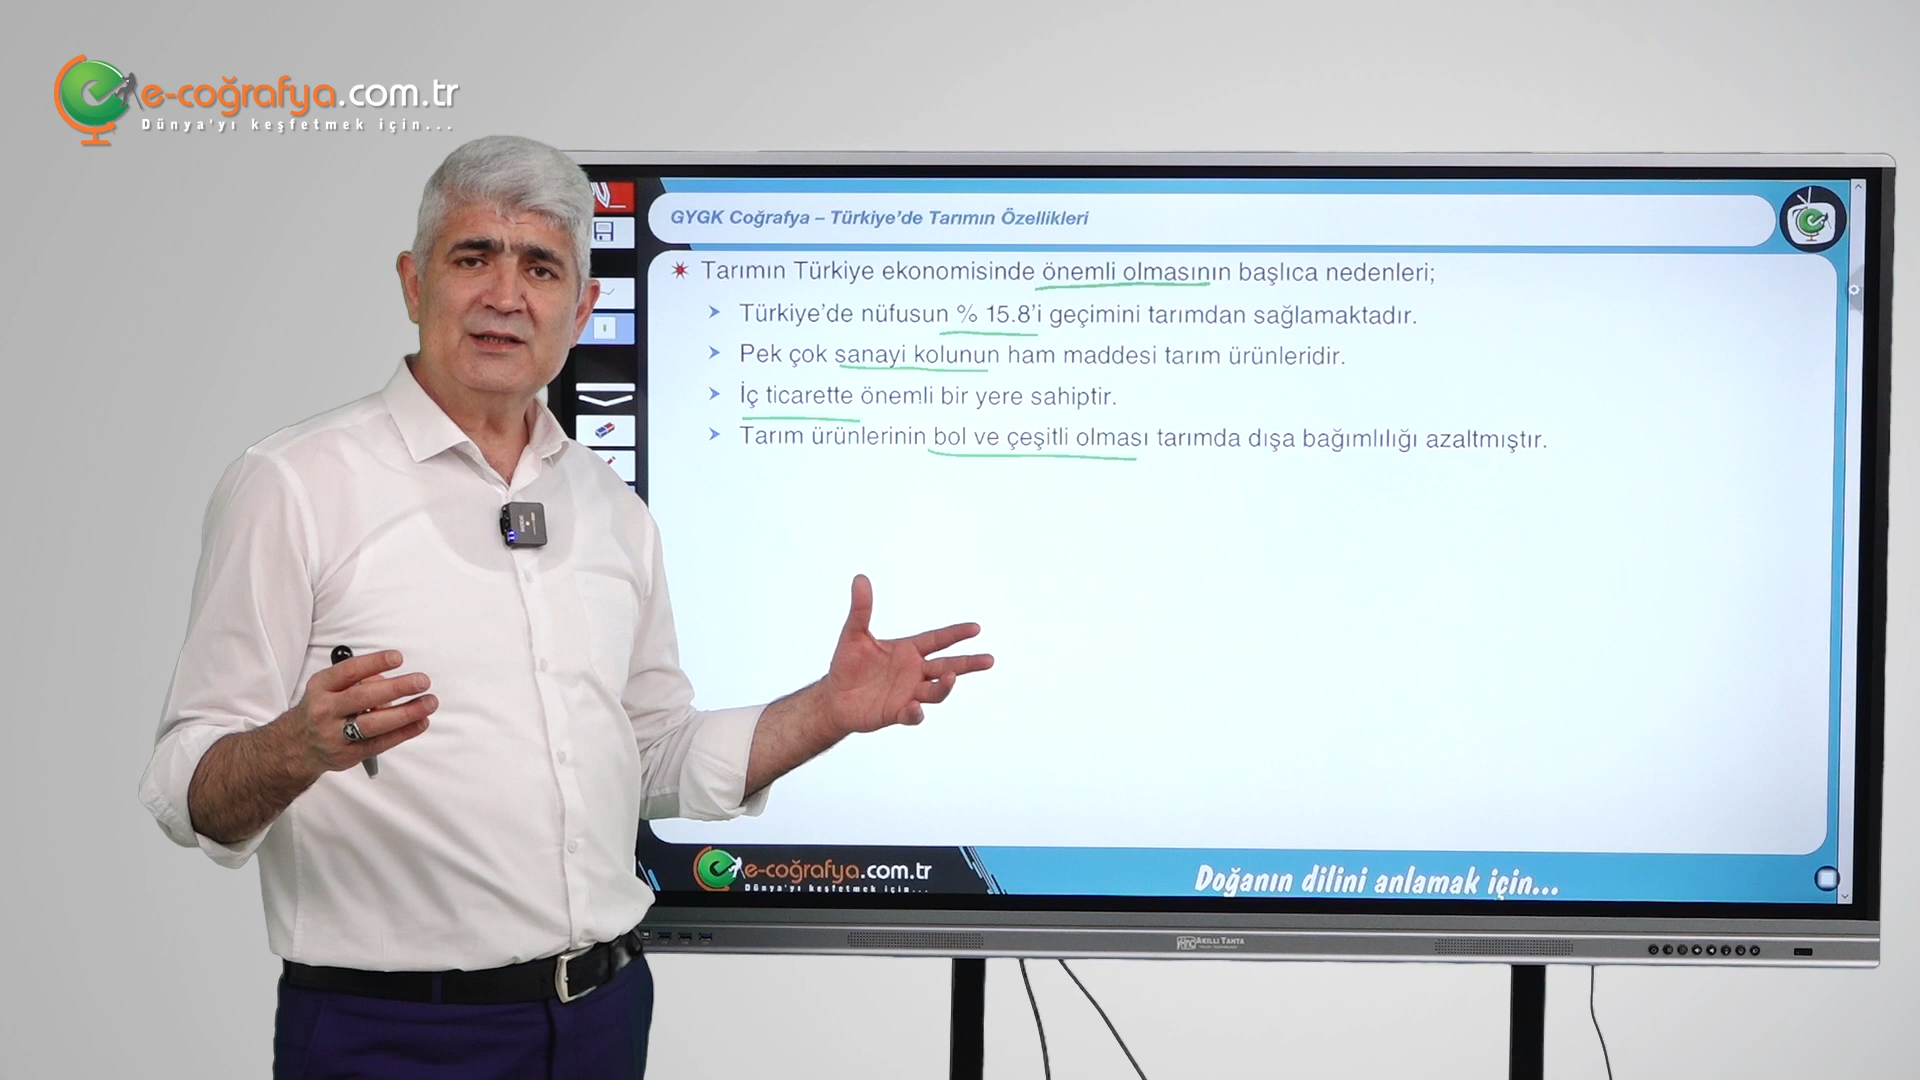 e-coğrafya.com.tr
Dünya'yı keşfetmek için...
GYGK Coğrafya – Türkiye'de Tarımın Özellikleri
Tarımın Türkiye ekonomisinde önemli olmasının başlıca nedenleri;
Türkiye'de nüfusun % 15.8'i geçimini tarımdan sağlamaktadır.
Pek çok sanayi kolunun ham maddesi tarım ürünleridir.
İç ticarette önemli bir yere sahiptir.
Tarım ürünlerinin bol ve çeşitli olması tarımda dışa bağımlılığı azaltmıştır.
e-coğrafya.com.tr
Dünya'yı keşfetmek için...
Doğanın dilini anlamak için...
AKILLI TAHTA